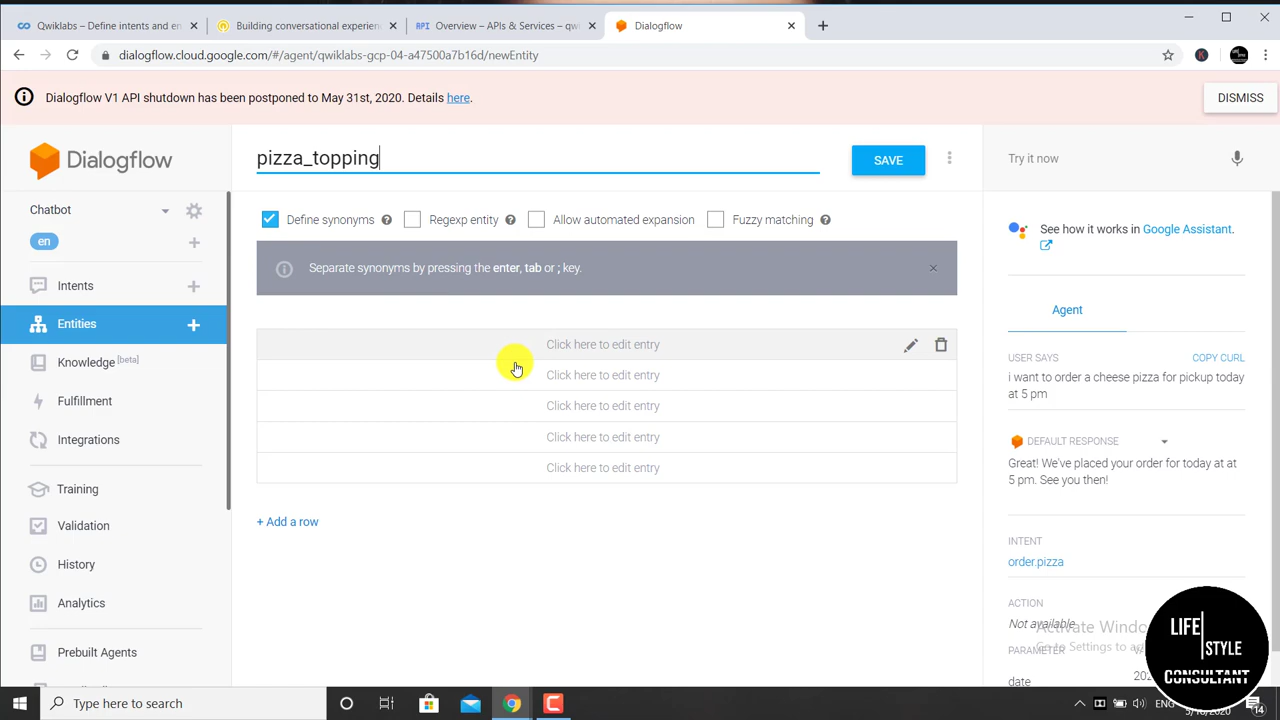 Qwiklabs – Define intents and en
Building conversational experien
API Overview – APIs & Services – qw
Dialogflow
dialogflow.cloud.google.com/#/agent/qwiklabs-gcp-04-a47500a7b16d/newEntity
K
Dialogflow V1 API shutdown has been postponed to May 31st, 2020. Details here.
DISMISS
Dialogflow
pizza_topping
SAVE
Try it now
Chatbot
en
Define synonyms
Regexp entity
Allow automated expansion
Fuzzy matching
See how it works in Google Assistant.
Separate synonyms by pressing the enter, tab or ; key.
Intents
Entities
Knowledge [beta]
Fulfillment
Integrations
Training
Validation
History
Analytics
Prebuilt Agents
Click here to edit entry
Click here to edit entry
Click here to edit entry
Click here to edit entry
Click here to edit entry
+ Add a row
Agent
USER SAYS
COPY CURL
i want to order a cheese pizza for pickup today
at 5 pm
DEFAULT RESPONSE
Great! We've placed your order for today at at
5 pm. See you then!
INTENT
order.pizza
ACTION
Not available
Activate Windo
Go to Settings to a
PARAMETER
date
202
LIFE
STYLE
CONSULTANT
Type here to search
ENG